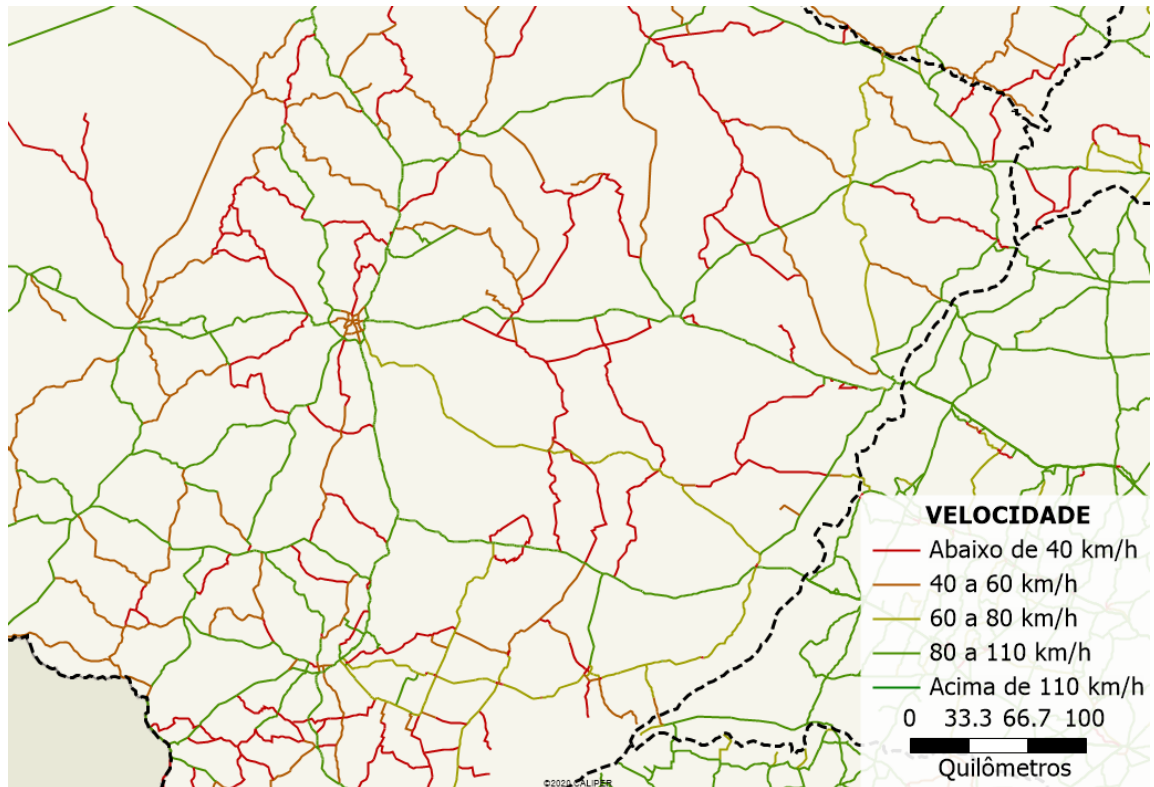 VELOCIDADE
Abaixo de 40 km/h
40 a 60 km/h
60 a 80 km/h
80 a 110 km/h
Acima de 110 km/h
0 33.3 66.7 100
Quilômetros
©2020 CALIPER